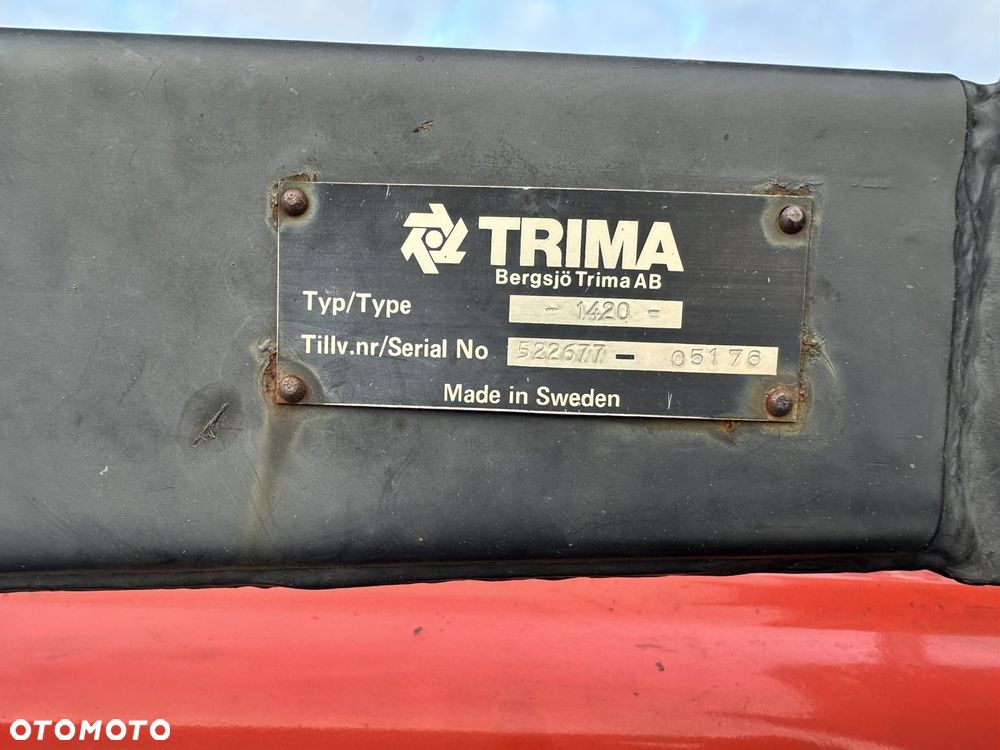 TRIMA
Bergsjö Trima AB
Typ/Type - 1420 -
Tillv.nr/Serial No 522677 - 05176
Made in Sweden
OTOMOTO